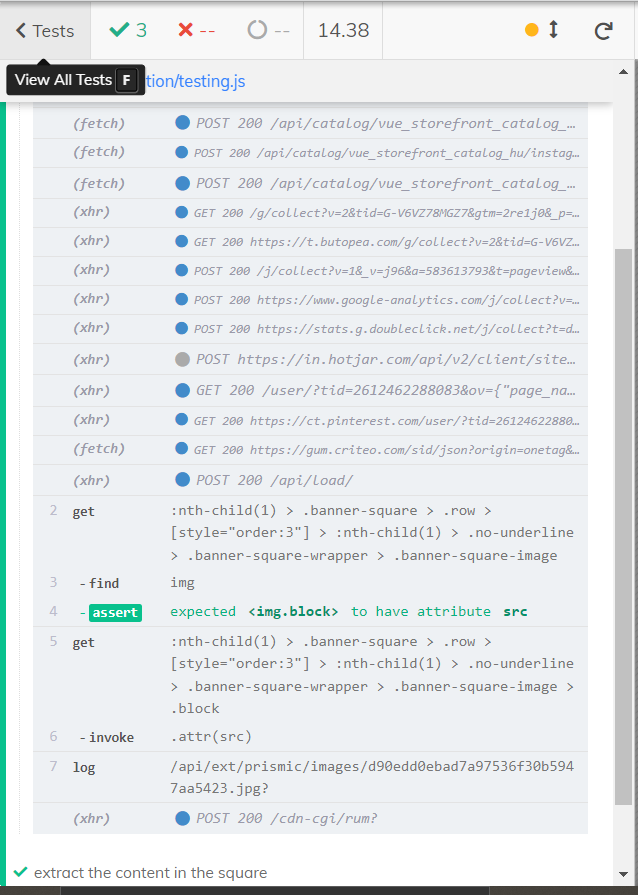 Tests 3 -- -- 14.38
View All Tests F tion/testing.js
(fetch) POST 200 /api/catalog/vue_storefront_catalog_…
(fetch) POST 200 /api/catalog/vue_storefront_catalog_hu/instag…
(fetch) POST 200 /api/catalog/vue_storefront_catalog_…
(xhr) GET 200 /g/collect?v=2&tid=G-V6VZ78MGZ7&gtm=2re1j0&_p=…
(xhr) GET 200 https://t.butopea.com/g/collect?v=2&tid=G-V6VZ…
(xhr) POST 200 /j/collect?v=1&_v=j96&a=583613793&t=pageview&…
(xhr) POST 200 https://www.google-analytics.com/j/collect?v=…
(xhr) POST 200 https://stats.g.doubleclick.net/j/collect?t=d…
(xhr) POST https://in.hotjar.com/api/v2/client/site…
(xhr) GET 200 /user/?tid=2612462288083&ov={"page_na…
(xhr) GET 200 https://ct.pinterest.com/user/?tid=26124622880…
(fetch) GET 200 https://gum.criteo.com/sid/json?origin=onetag&…
(xhr) POST 200 /api/load/
2 get :nth-child(1) > .banner-square > .row >
[style="order:3"] > :nth-child(1) > .no-underline
> .banner-square-wrapper > .banner-square-image
3 -find img
4 -assert expected <img.block> to have attribute src
5 get :nth-child(1) > .banner-square > .row >
[style="order:3"] > :nth-child(1) > .no-underline
> .banner-square-wrapper > .banner-square-image >
.block
6 -invoke .attr(src)
7 log /api/ext/prismic/images/d90edd0ebad7a97536f30b594
7aa5423.jpg?
(xhr) POST 200 /cdn-cgi/rum?
extract the content in the square